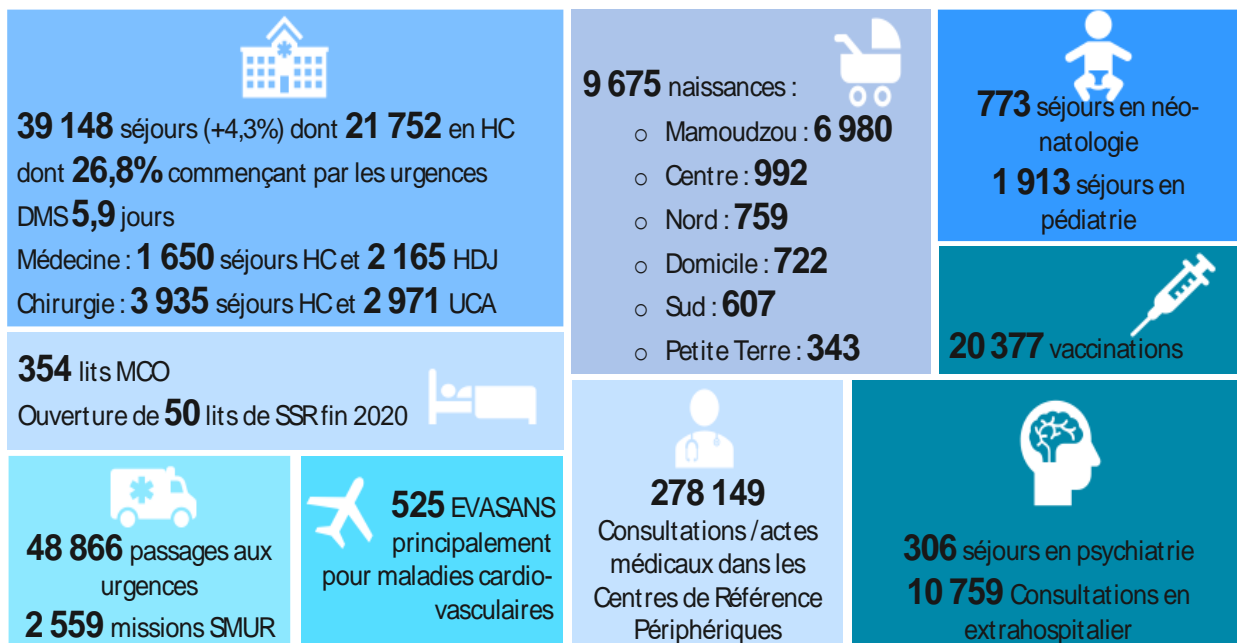 39 148 séjours (+4,3%) dont 21 752 en HC
dont 26,8% commençant par les urgences
DMS 5,9 jours
Médecine : 1 650 séjours HC et 2 165 HDJ
Chirurgie : 3 935 séjours HC et 2 971 UCA
354 lits MCO
Ouverture de 50 lits de SSR fin 2020
48 866 passages aux
urgences
2 559 missions SMUR
525 EVASANS
principalement
pour maladies cardio-
vasculaires
9 675 naissances :
o Mamoudzou : 6 980
o Centre : 992
o Nord : 759
o Domicile : 722
o Sud : 607
o Petite Terre : 343
278 149
Consultations / actes
médicaux dans les
Centres de Référence
Périphériques
773 séjours en néo-
natologie
1 913 séjours en
pédiatrie
20 377 vaccinations
306 séjours en psychiatrie
10 759 Consultations en
extrahospitalier